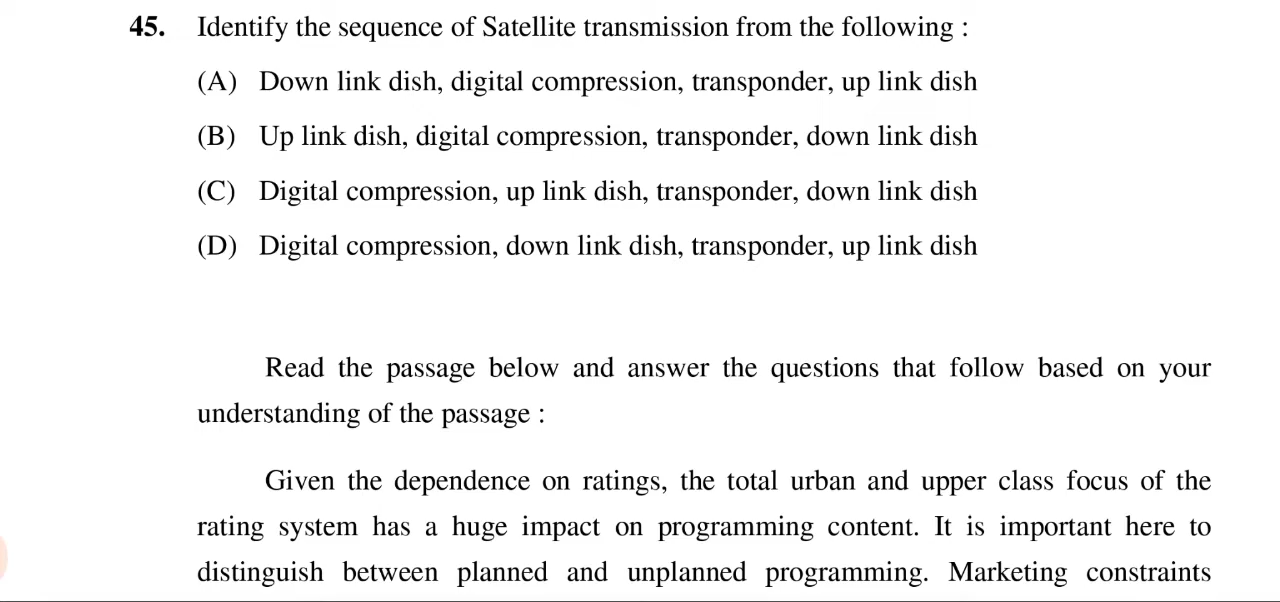 45. Identify the sequence of Satellite transmission from the following :
(A) Down link dish, digital compression, transponder, up link dish
(B) Up link dish, digital compression, transponder, down link dish
(C) Digital compression, up link dish, transponder, down link dish
(D) Digital compression, down link dish, transponder, up link dish
Read the passage below and answer the questions that follow based on your
understanding of the passage :
Given the dependence on ratings, the total urban and upper class focus of the
rating system has a huge impact on programming content. It is important here to
distinguish between planned and unplanned programming. Marketing constraints